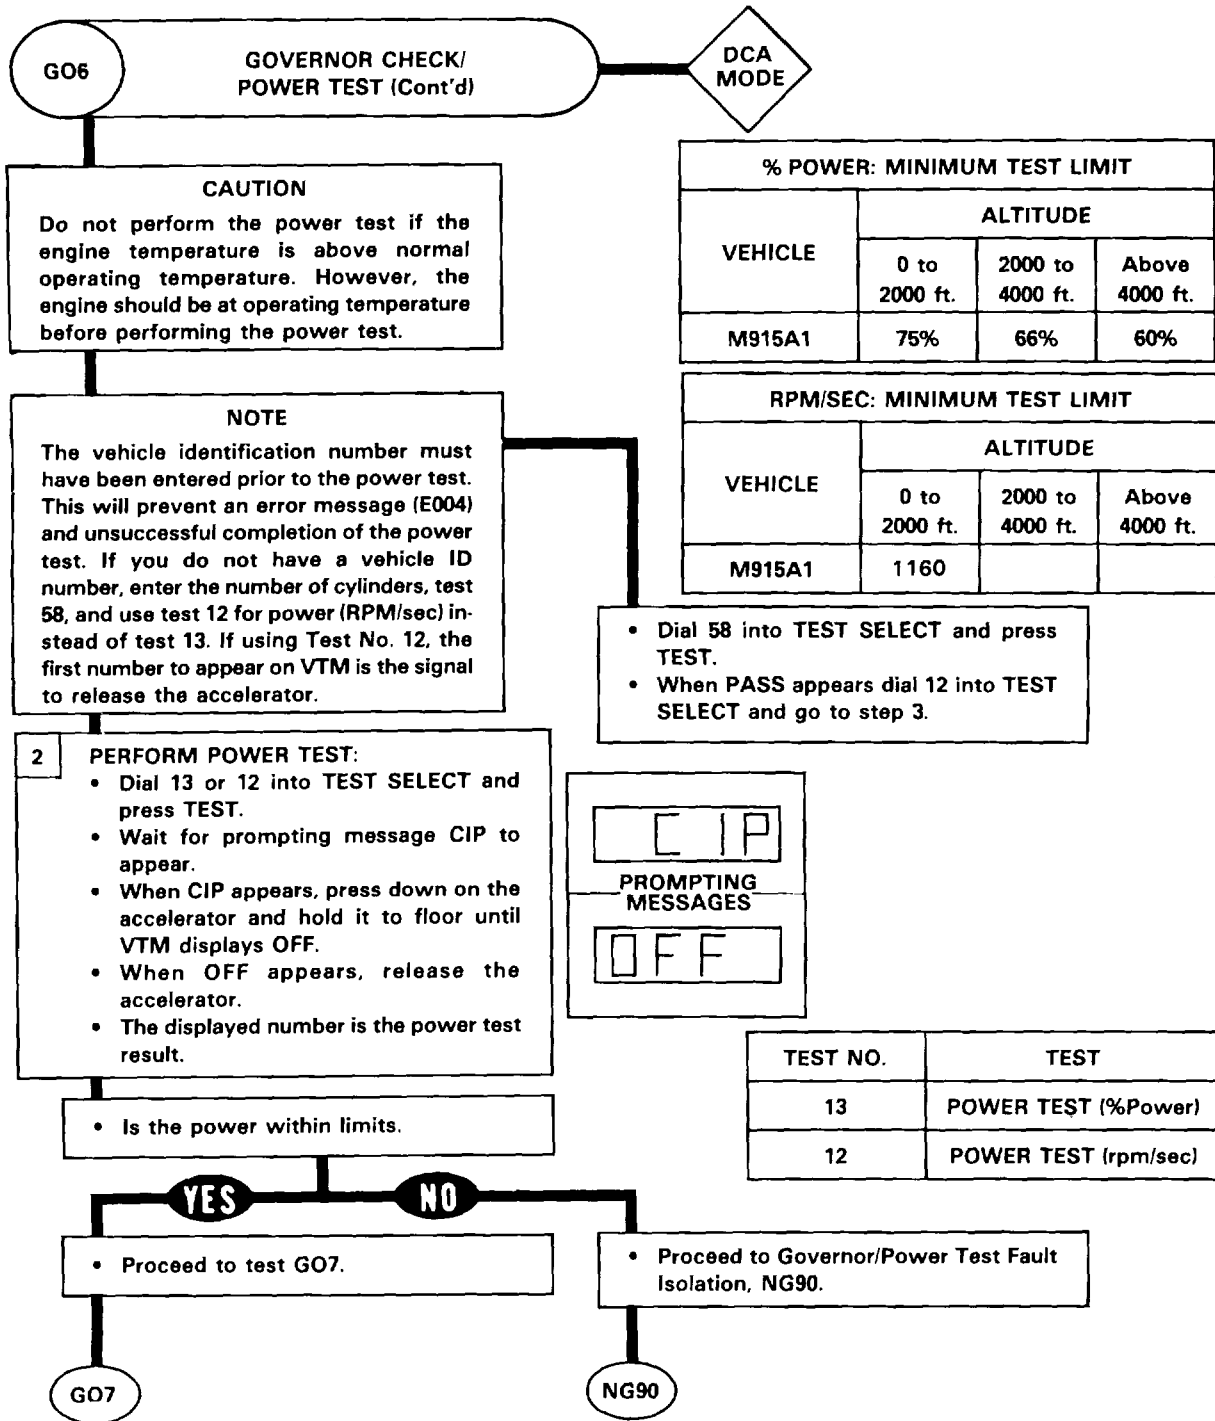 GO6
GOVERNOR CHECK/
POWER TEST (Cont'd)
DCA
MODE
CAUTION
Do not perform the power test if the
engine temperature is above normal
operating temperature. However, the
engine should be at operating temperature
before performing the power test.
% POWER: MINIMUM TEST LIMIT
VEHICLE
ALTITUDE
0 to
2000 ft.
2000 to
4000 ft.
Above
4000 ft.
M915A1
75%
66%
60%
RPM/SEC: MINIMUM TEST LIMIT
VEHICLE
ALTITUDE
0 to
2000 ft.
2000 to
4000 ft.
Above
4000 ft.
M915A1
1160
NOTE
The vehicle identification number must
have been entered prior to the power test.
This will prevent an error message (E004)
and unsuccessful completion of the power
test. If you do not have a vehicle ID
number, enter the number of cylinders, test
58, and use test 12 for power (RPM/sec) in-
stead of test 13. If using Test No. 12, the
first number to appear on VTM is the signal
to release the accelerator.
• Dial 58 into TEST SELECT and press
TEST.
• When PASS appears dial 12 into TEST
SELECT and go to step 3.
2 PERFORM POWER TEST:
• Dial 13 or 12 into TEST SELECT and
press TEST.
• Wait for prompting message CIP to
appear.
• When CIP appears, press down on the
accelerator and hold it to floor until
VTM displays OFF.
• When OFF appears, release the
accelerator.
• The displayed number is the power test
result.
CIP
PROMPTING
MESSAGES
OFF
TEST NO.
TEST
13
POWER TEST (%Power)
12
POWER TEST (rpm/sec)
• Is the power within limits.
YES
NO
• Proceed to test GO7.
• Proceed to Governor/Power Test Fault
Isolation, NG90.
GO7
NG90